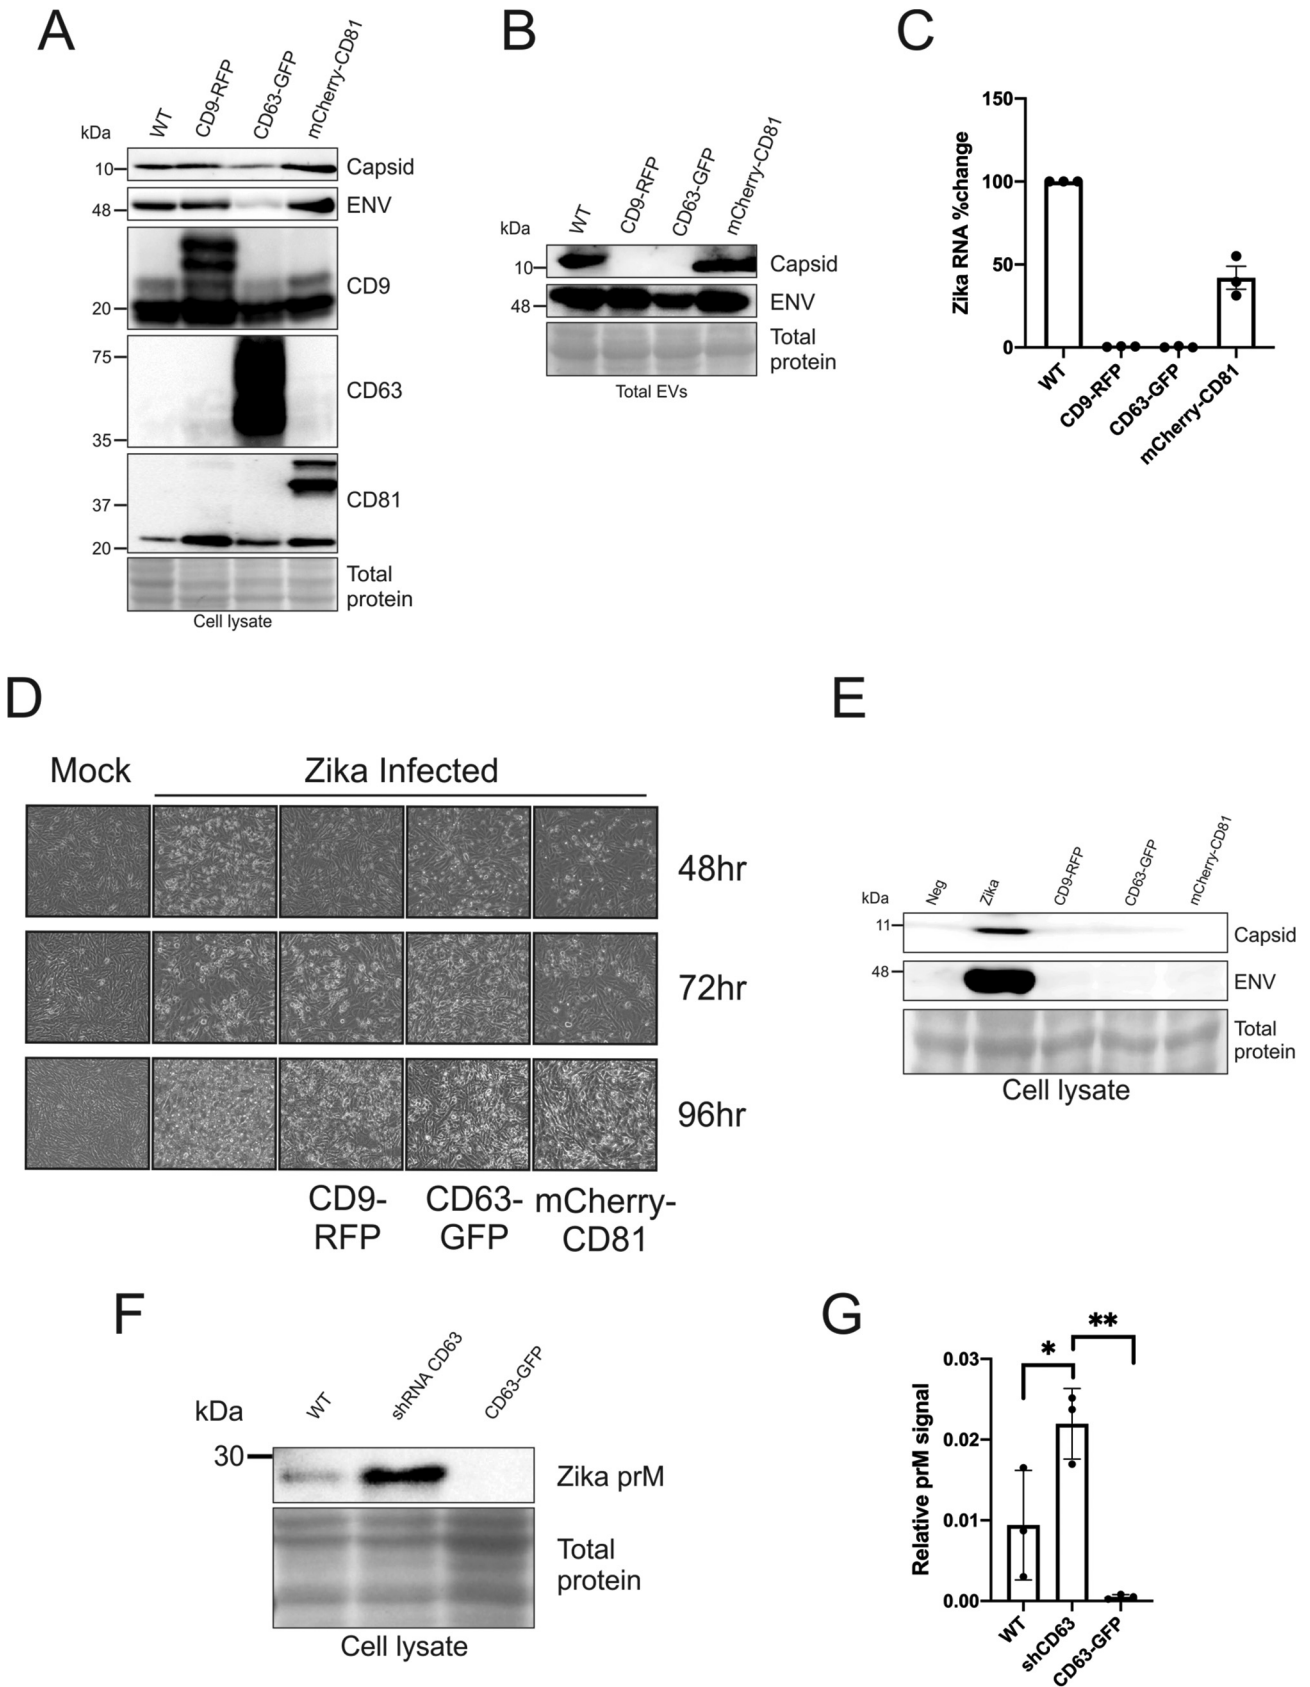 A
kDa
WT
CD9-RFP
CD63-GFP
mCherry-CD81
10
Capsid
48
ENV
20
CD9
75
35
CD63
37
20
CD81
Total
protein
Cell lysate
B
kDa
WT
CD9-RFP
CD63-GFP
mCherry-CD81
10
Capsid
48
ENV
Total
protein
Total EVs
C
Zika RNA %change
150
100
50
0
WT
CD9-RFP
CD63-GFP
mCherry-CD81
D
Mock
Zika Infected
48hr
72hr
96hr
CD9-
RFP
CD63-
GFP
mCherry-
CD81
E
kDa
Neg
Zika
CD9-RFP
CD63-GFP
mCherry-CD81
11
Capsid
48
ENV
Total
protein
Cell lysate
F
kDa
WT
shRNA CD63
CD63-GFP
30
Zika prM
Total
protein
Cell lysate
G
Relative prM signal
*
**
0.03
0.02
0.01
0.00
WT
shCD63
CD63-GFP